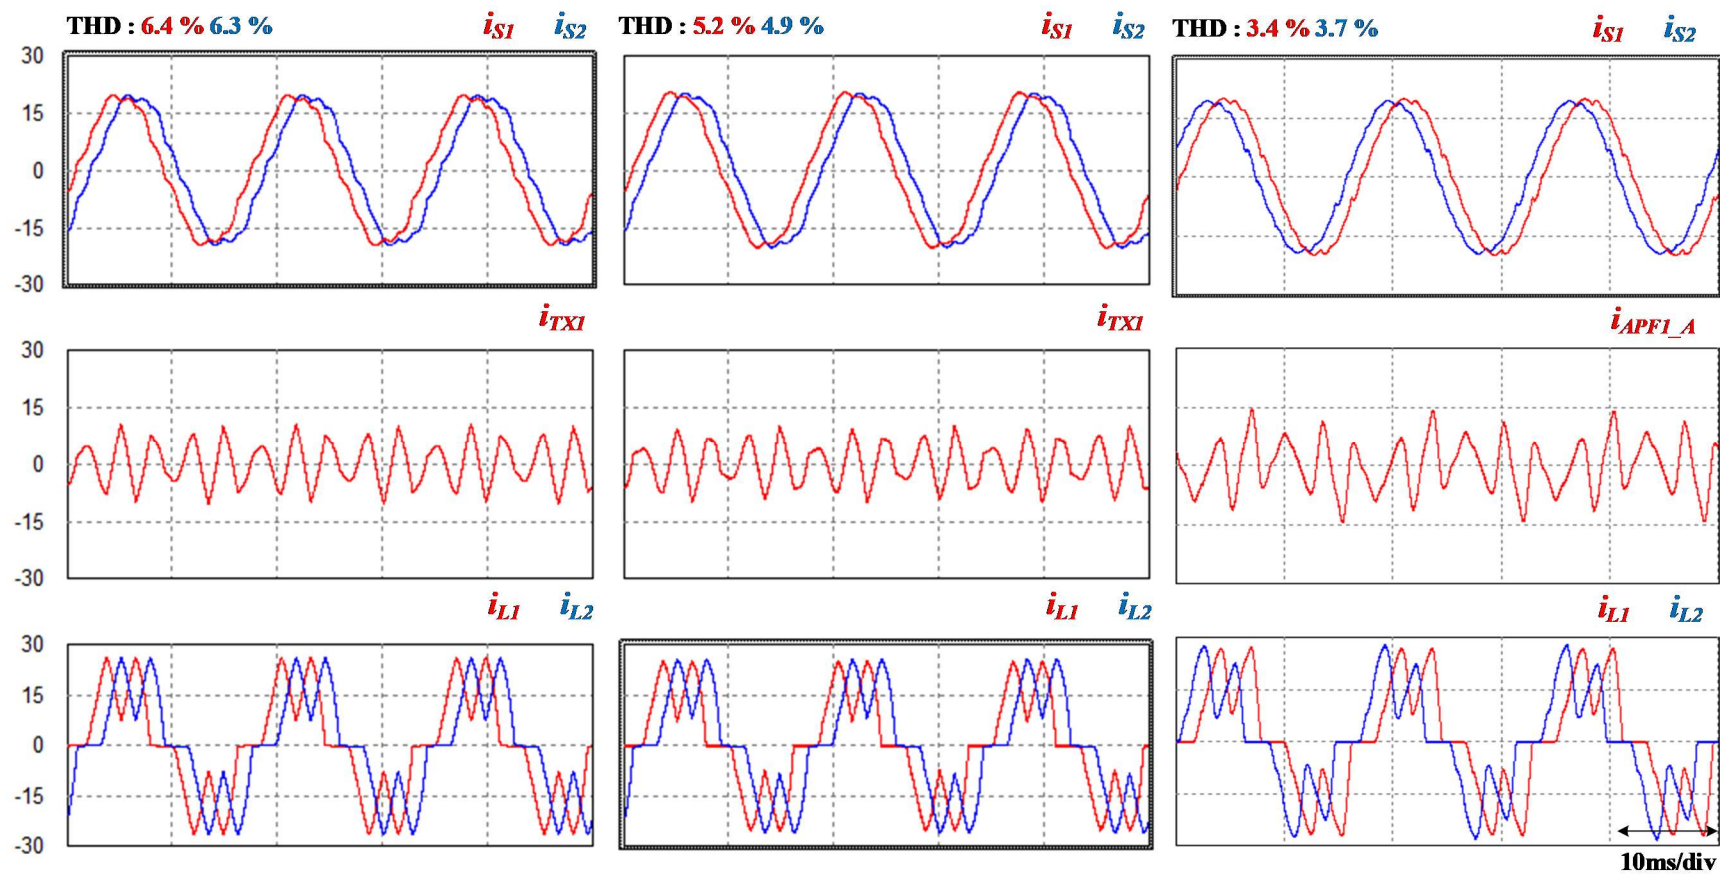 THD : 6.4 % 6.3 % iS1 iS2
THD : 5.2 % 4.9 % iS1 iS2
THD : 3.4 % 3.7 % iS1 iS2
30
15
0
-15
-30
iTX1
iTX1
iAPF1_A
30
15
0
-15
-30
iL1 iL2
iL1 iL2
iL1 iL2
30
15
0
-15
-30
10ms/div